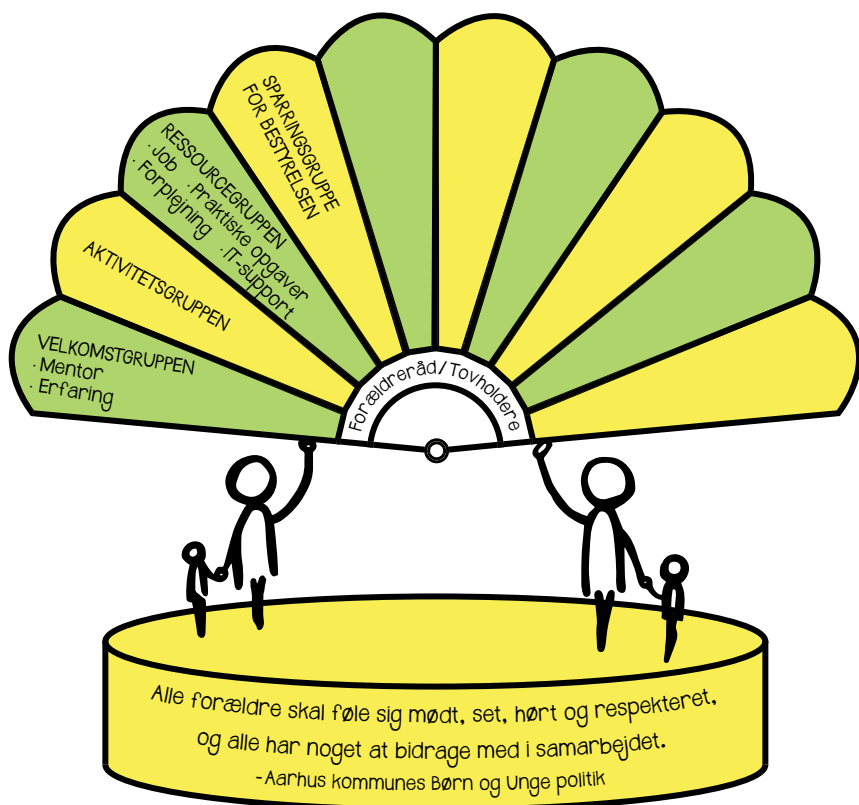 SPARRINGSGRUPPE
FOR BESTYRELSEN
RESSOURCEGRUPPEN
· Job · Praktiske opgaver
· Forplejning · IT-support
AKTIVITETSGRUPPEN
VELKOMSTGRUPPEN
· Mentor
· Erfaring
Forældreråd/Tovholdere
Alle forældre skal føle sig mødt, set, hørt og respekteret,
og alle har noget at bidrage med i samarbejdet.
-Aarhus kommunes Børn og Unge politik